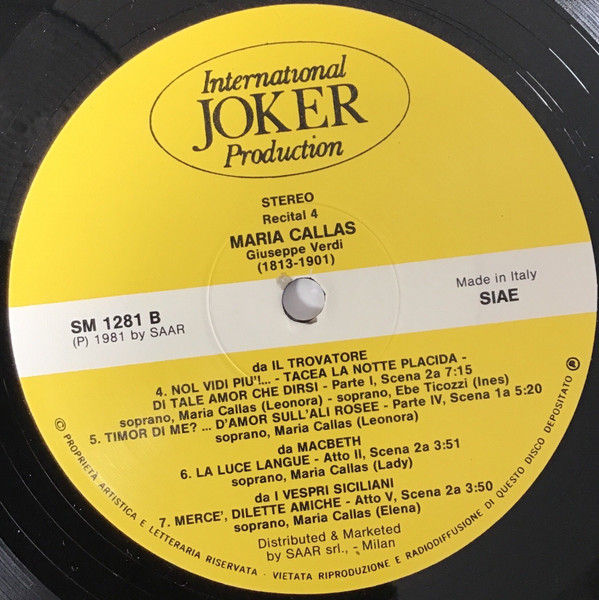 International
JOKER
Production
STEREO
Recital 4
MARIA CALLAS
Giuseppe Verdi
(1813-1901)
SM 1281 B
(P) 1981 by SAAR
Made in Italy
SIAE
da IL TROVATORE
4. NOL VIDI PIU'!... - TACEA LA NOTTE PLACIDA -
DI TALE AMOR CHE DIRSI - Parte I, Scena 2a 7:15
soprano, Maria Callas (Leonora) - soprano, Ebe Ticozzi (Ines)
5. TIMOR DI ME? ... D'AMOR SULL'ALI ROSEE - Parte IV, Scena 1a 5:20
soprano, Maria Callas (Leonora)
da MACBETH
6. LA LUCE LANGUE - Atto II, Scena 2a 3:51
soprano, Maria Callas (Lady)
da I VESPRI SICILIANI
7. MERCE', DILETTE AMICHE - Atto V, Scena 2a 3:50
soprano, Maria Callas (Elena)
Distributed & Marketed
by SAAR srl., - Milan
© PROPRIETÀ ARTISTICA E LETTERARIA RISERVATA - VIETATA RIPRODUZIONE E RADIODIFFUSIONE DI QUESTO DISCO DEPOSITATO ℗